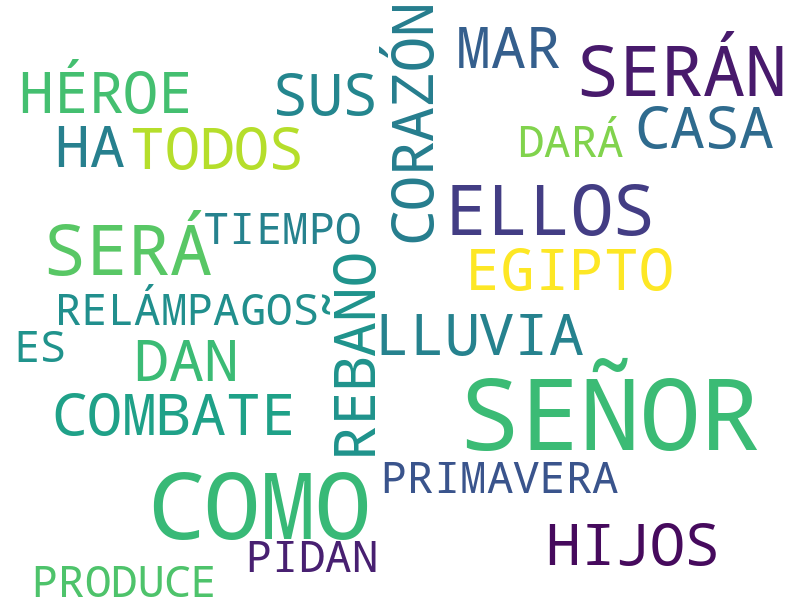 CORAZÓN
MAR
SERÁN
HÉROE
SUS
CASA
HA
TODOS
DARÁ
ELLOS
SERÁ
TIEMPO
EGIPTO
REBAÑO
RELÁMPAGOS
LLUVIA
ES
DAN
SEÑOR
COMBATE
PRIMAVERA
COMO
HIJOS
PIDAN
PRODUCE